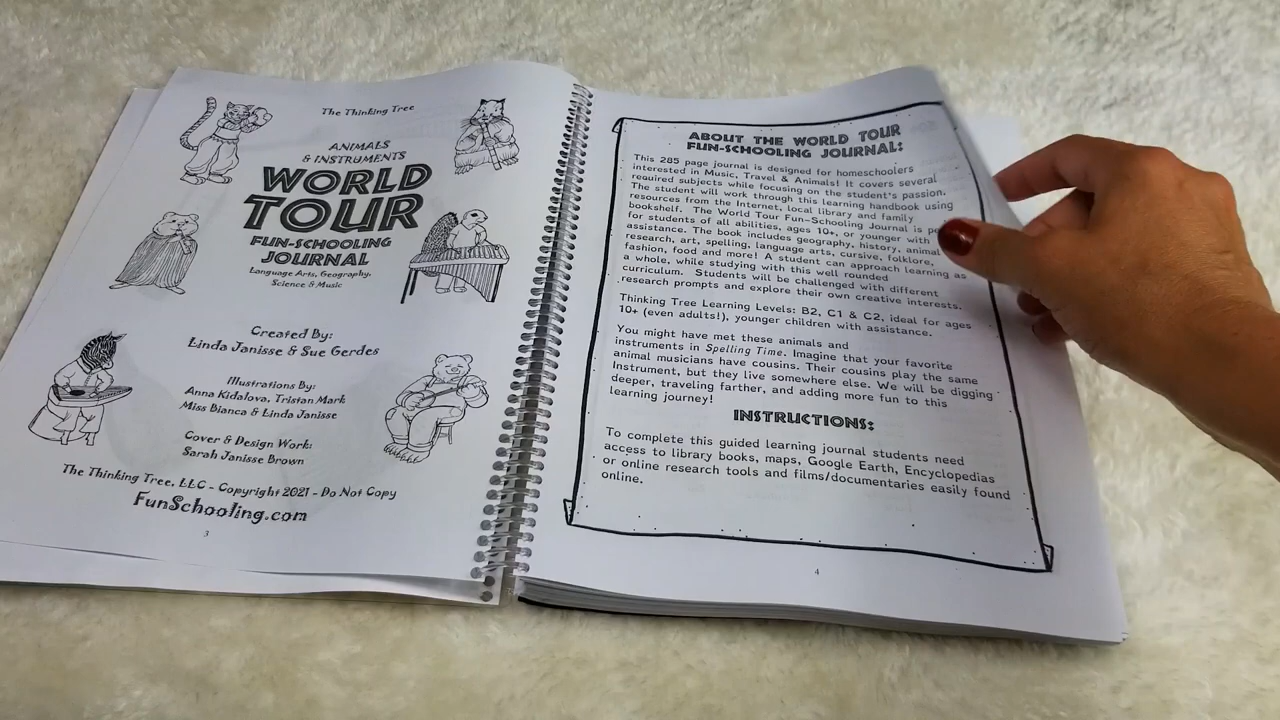 The Thinking Tree
ANIMALS
& INSTRUMENTS
WORLD
TOUR
FUN-SCHOOLING
JOURNAL
Language Arts, Geography,
Science & Music
Created By:
Linda Janisse & Sue Gerdes
Illustrations By:
Anna Kidalova, Tristan Mark
Miss Bianca & Linda Janisse
Cover & Design Work:
Sarah Janisse Brown
The Thinking Tree, LLC - Copyright 2021 - Do Not Copy
FunSchooling.com
3
ABOUT THE WORLD TOUR
FUN-SCHOOLING JOURNAL:
This 285 page journal is designed for homeschoolers
interested in Music, Travel & Animals! It covers several
required subjects while focusing on the student's passion.
The student will work through this learning handbook using
resources from the Internet, local library and family
bookshelf. The World Tour Fun-Schooling Journal is
for students of all abilities, ages 10+, or younger with
assistance. The book includes geography, history, animal
research, art, spelling, language arts, cursive, folklore,
fashion, food and more! A student can approach learning as
a whole, while studying with this well rounded
curriculum. Students will be challenged with different
research prompts and explore their own creative interests.
Thinking Tree Learning Levels: B2, C1 & C2, ideal for ages
10+ (even adults!), younger children with assistance.
You might have met these animals and
instruments in Spelling Time. Imagine that your favorite
animal musicians have cousins. Their cousins play the same
instrument, but they live somewhere else. We will be digging
deeper, traveling farther, and adding more fun to this
learning journey!
INSTRUCTIONS:
To complete this guided learning journal students need
access to library books, maps, Google Earth, Encyclopedias
or online research tools and films/documentaries easily found
online.
4